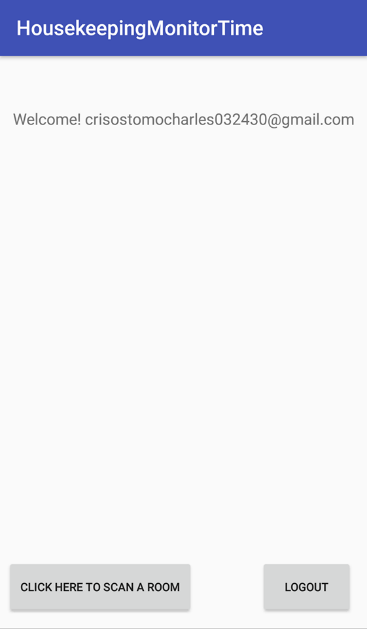 HousekeepingMonitorTime
Welcome! crisostomocharles032430@gmail.com
CLICK HERE TO SCAN A ROOM
LOGOUT